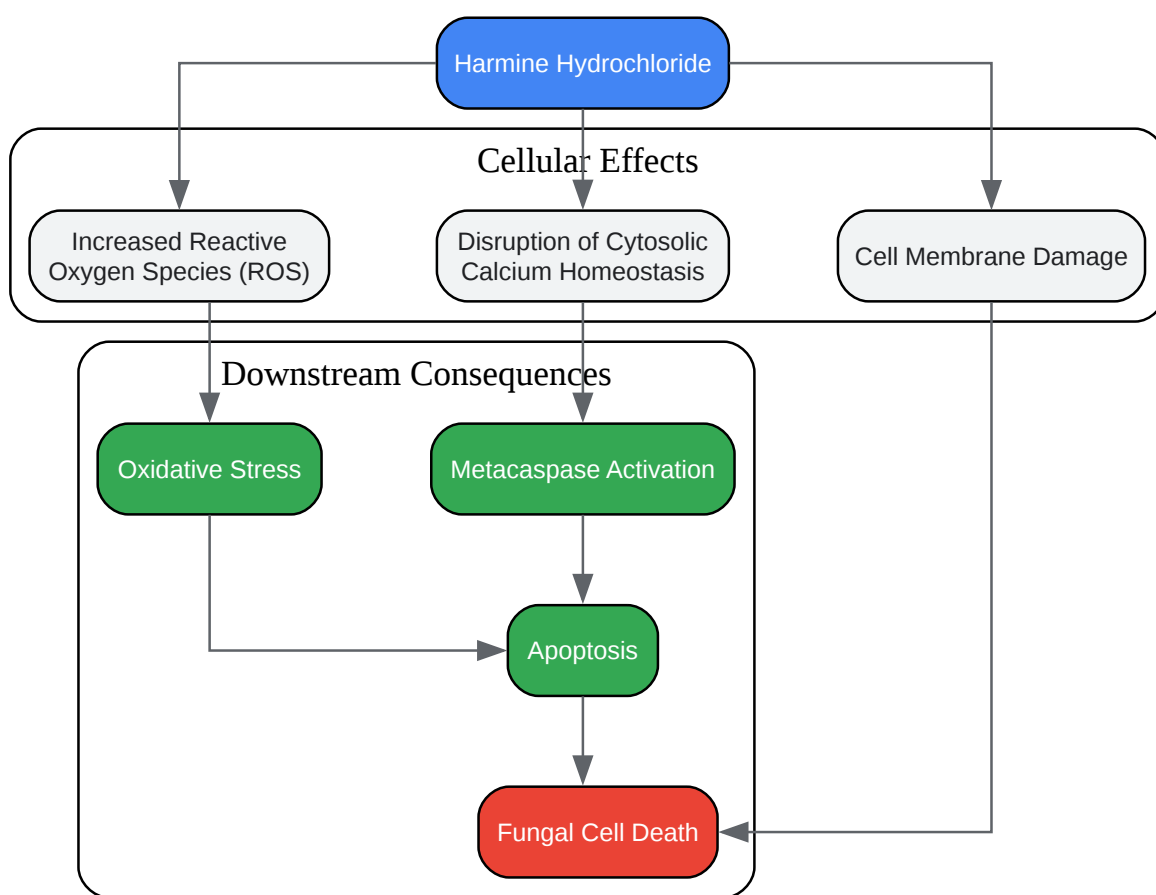 Harmine Hydrochloride
Cellular Effects
Increased Reactive
Oxygen Species (ROS)
Disruption of Cytosolic
Calcium Homeostasis
Cell Membrane Damage
Downstream Consequences
Oxidative Stress
Metacaspase Activation
Apoptosis
Fungal Cell Death